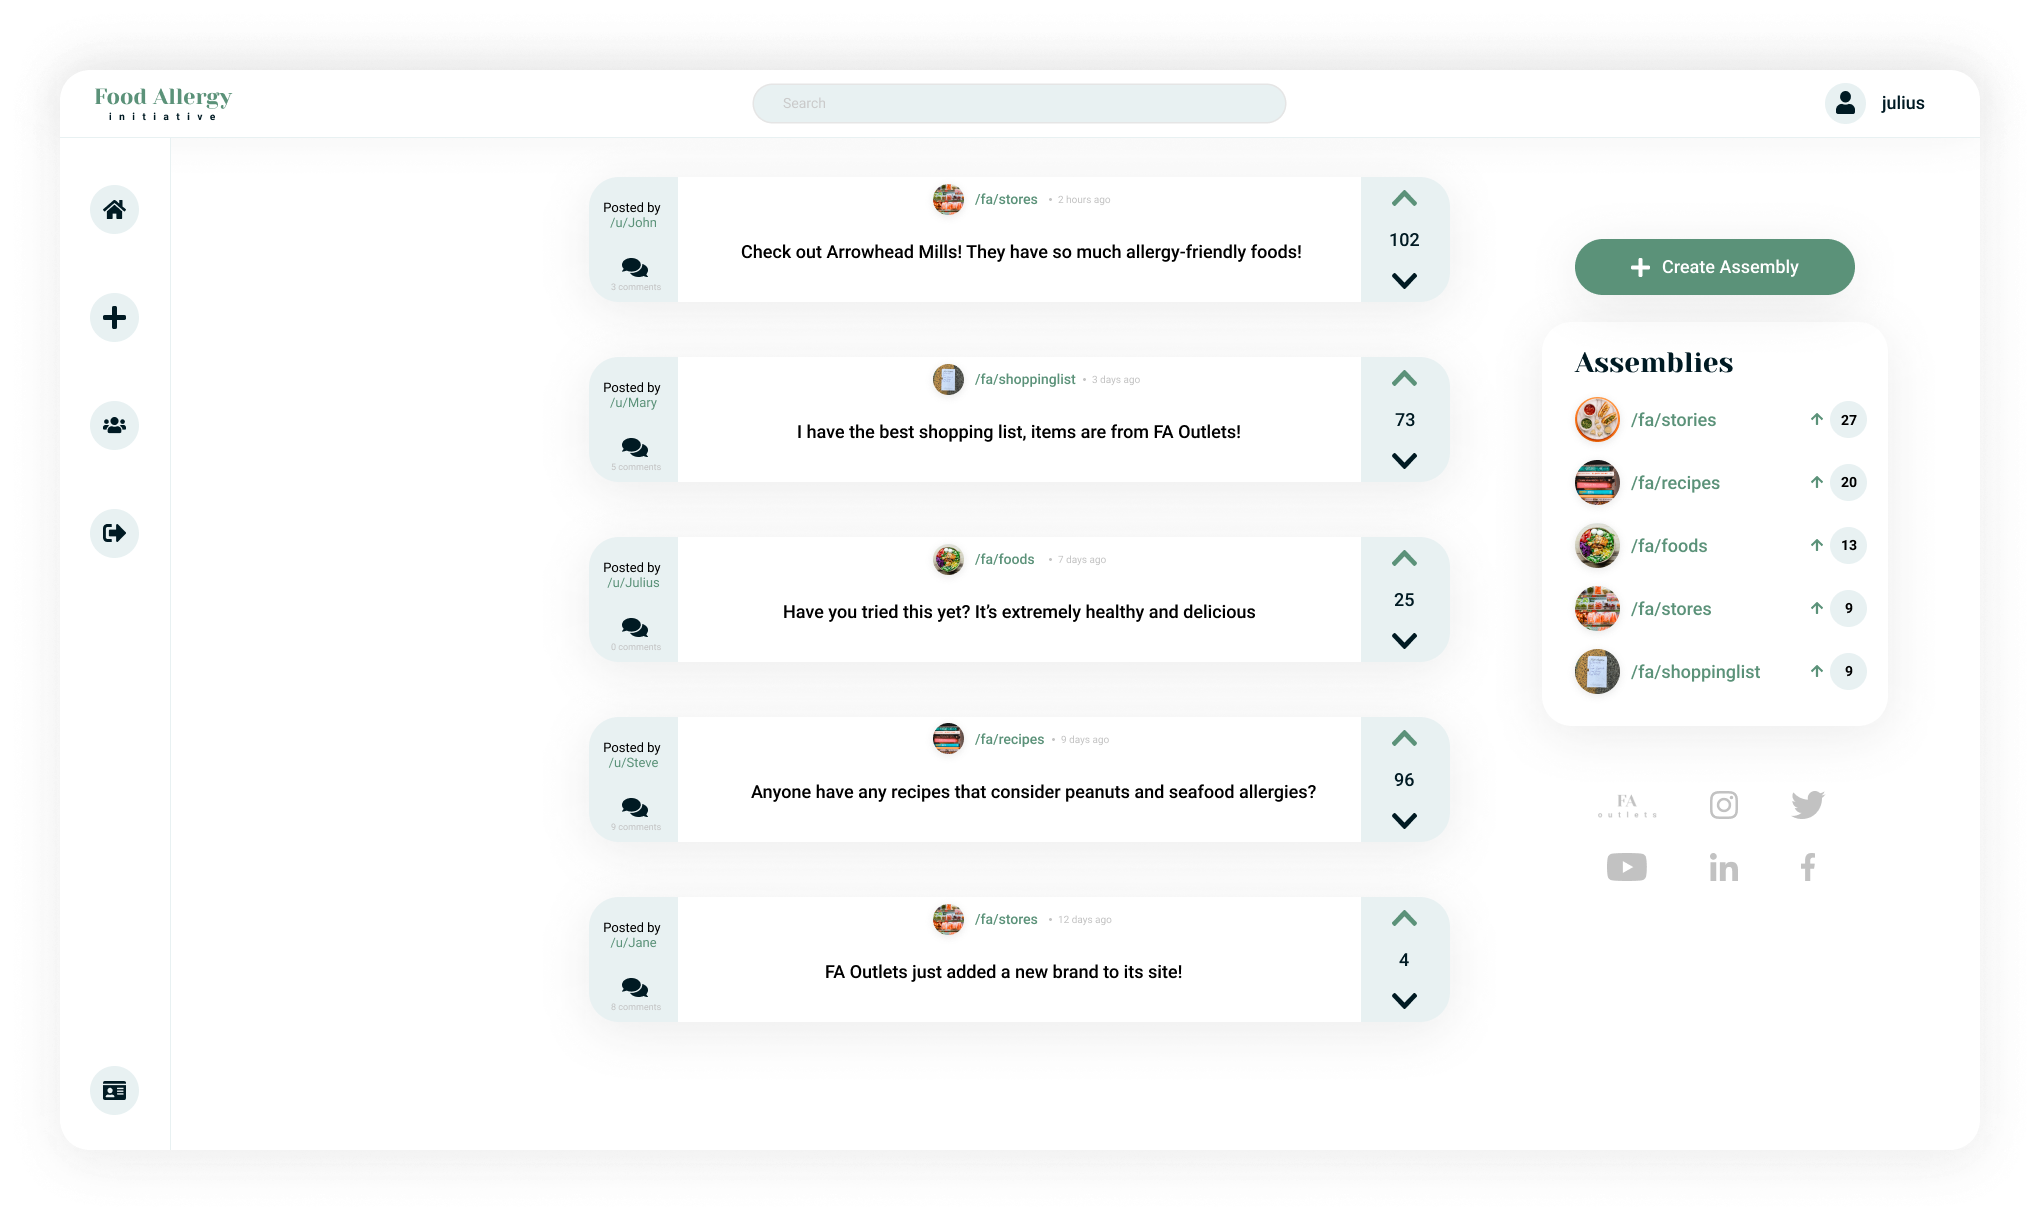 Food Allergy
initiative
Search
julius
Posted by
/u/John
3 comments
/fa/stores • 2 hours ago
Check out Arrowhead Mills! They have so much allergy-friendly foods!
102
Posted by
/u/Mary
5 comments
/fa/shoppinglist • 3 days ago
I have the best shopping list, items are from FA Outlets!
73
Posted by
/u/Julius
0 comments
/fa/foods • 7 days ago
Have you tried this yet? It’s extremely healthy and delicious
25
Posted by
/u/Steve
9 comments
/fa/recipes • 9 days ago
Anyone have any recipes that consider peanuts and seafood allergies?
96
Posted by
/u/Jane
8 comments
/fa/stores • 12 days ago
FA Outlets just added a new brand to its site!
4
Create Assembly
Assemblies
/fa/stories 27
/fa/recipes 20
/fa/foods 13
/fa/stores 9
/fa/shoppinglist 9
FA
outlets